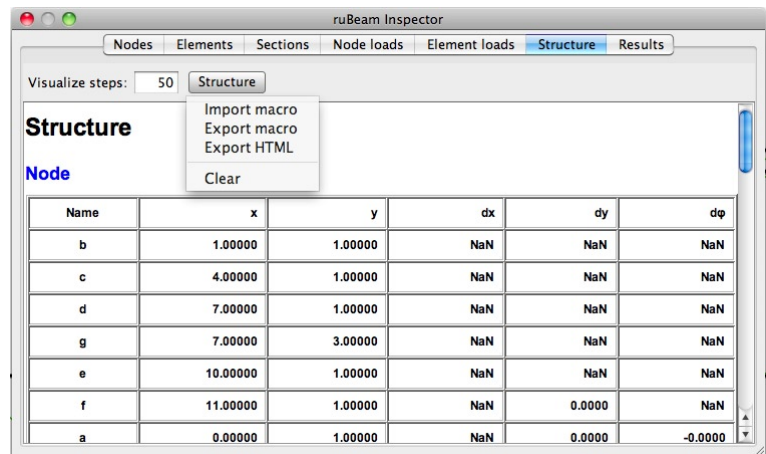 ruBeam Inspector
Nodes Elements Sections Node loads Element loads Structure Results
Visualize steps: 50 Structure
Import macro
Export macro
Export HTML
Clear
Structure
Node
Name x y dx dy dφ
b 1.00000 1.00000 NaN NaN NaN
c 4.00000 1.00000 NaN NaN NaN
d 7.00000 1.00000 NaN NaN NaN
g 7.00000 3.00000 NaN NaN NaN
e 10.00000 1.00000 NaN NaN NaN
f 11.00000 1.00000 NaN 0.0000 NaN
a 0.00000 1.00000 NaN 0.0000 -0.0000